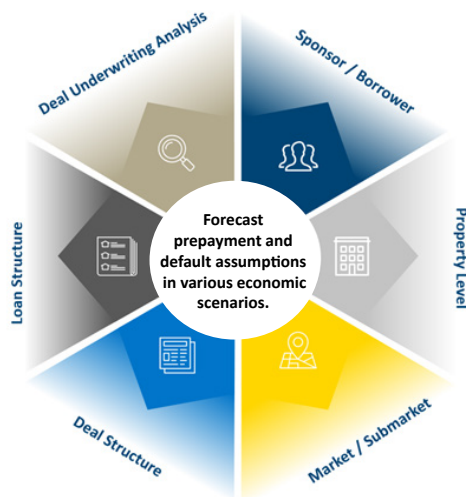 Deal Underwriting Analysis
Sponsor / Borrower
Loan Structure
Forecast
prepayment and
default assumptions
in various economic
scenarios.
Property Level
Deal Structure
Market / Submarket